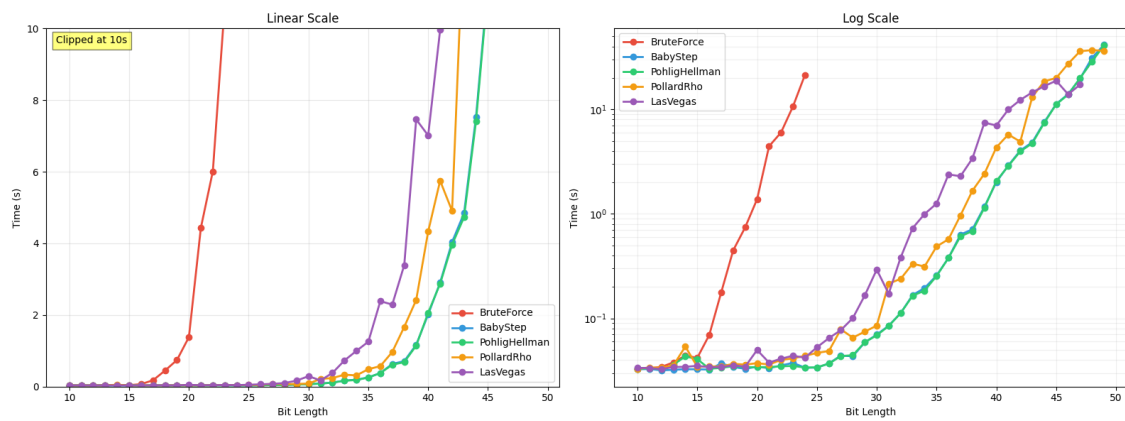 Linear Scale
Clipped at 10s
10
8
6
4
2
0
Time (s)
10 15 20 25 30 35 40 45 50
Bit Length
BruteForce
BabyStep
PohligHellman
PollardRho
LasVegas
Log Scale
BruteForce
BabyStep
PohligHellman
PollardRho
LasVegas
10¹
10⁰
10⁻¹
Time (s)
10 15 20 25 30 35 40 45 50
Bit Length